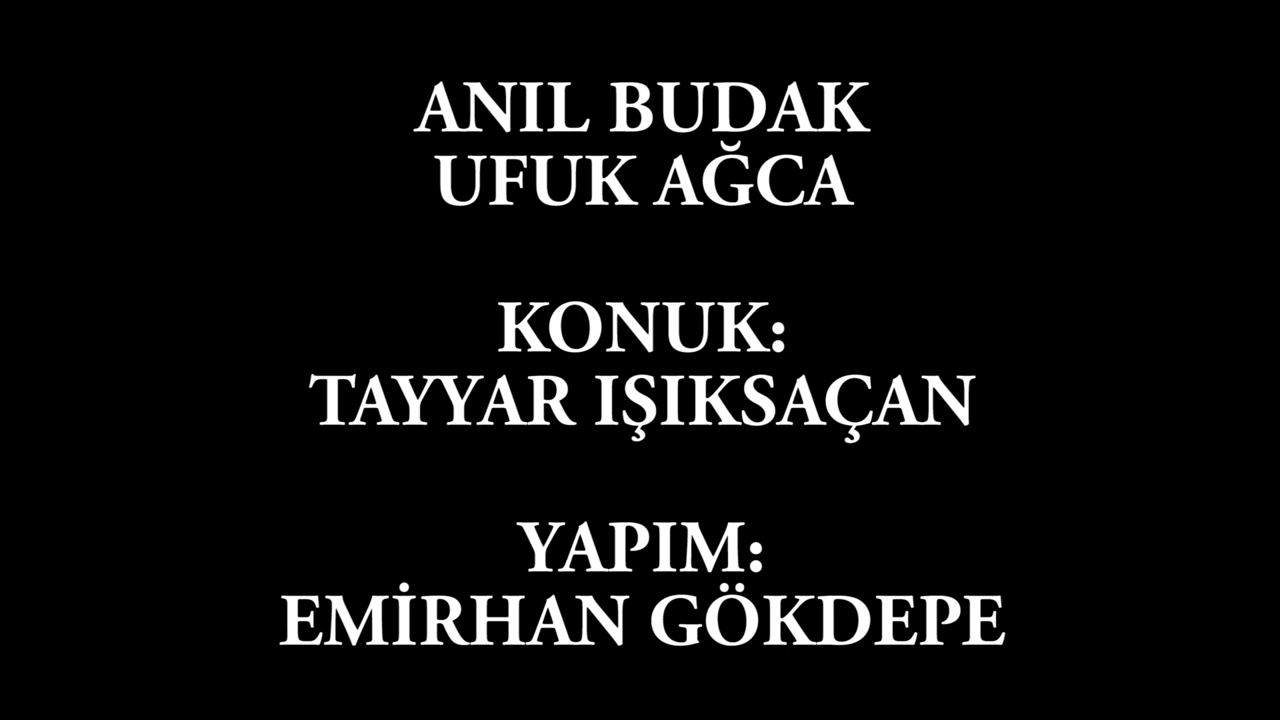 ANIL BUDAK
UFUK AĞCA
KONUK:
TAYYAR IŞIKSAÇAN
YAPIM:
EMİRHAN GÖKDEPE